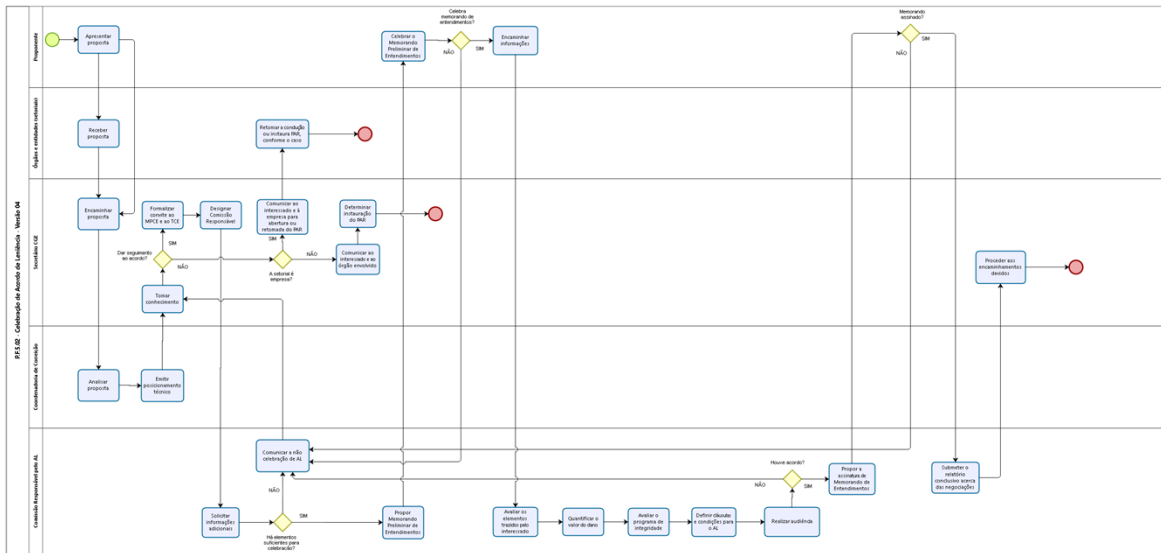 P.F.5.02 - Celebração de Acordo de Leniência - Versão 04
Proponente
Apresentar
proposta
Celebrar o
Memorando
Preliminar de
Entendimentos
Celebra
memorando de
entendimentos?
NÃO
SIM
Encaminhar
informações
Memorando
assinado?
SIM
NÃO
Órgãos e entidades (setoriais)
Receber
proposta
Retomar a condução
ou instaura PAR,
conforme o caso
Secretário CGE
Encaminhar
proposta
Formalizar
convite ao
MPCE e ao TCE
Designar
Comissão
Responsável
Comunicar ao
interessado e à
empresa para
abertura ou
retomada do PAR
Determinar
instauração
do PAR
Dar seguimento
ao acordo?
SIM
NÃO
SIM
A setorial é
empresa?
NÃO
Comunicar ao
interessado e ao
órgão envolvido
Tomar
conhecimento
Proceder aos
encaminhamentos
devidos
Coordenadoria de Correição
Analisar
proposta
Emitir
posicionamento
técnico
Comissão Responsável pelo AL
Comunicar a não
celebração de AL
NÃO
Solicitar
informações
adicionais
SIM
Há elementos
suficientes para
celebração?
Propor
Memorando
Preliminar de
Entendimentos
Avaliar os
elementos
trazidos pelo
interessado
Quantificar o
valor do dano
Avaliar o
programa de
integridade
Definir cláusulas
e condições para
o AL
Realizar audiência
Houve acordo?
NÃO
SIM
Propor a
assinatura de
Memorando de
Entendimentos
Submeter o
relatório
conclusivo acerca
das negociações